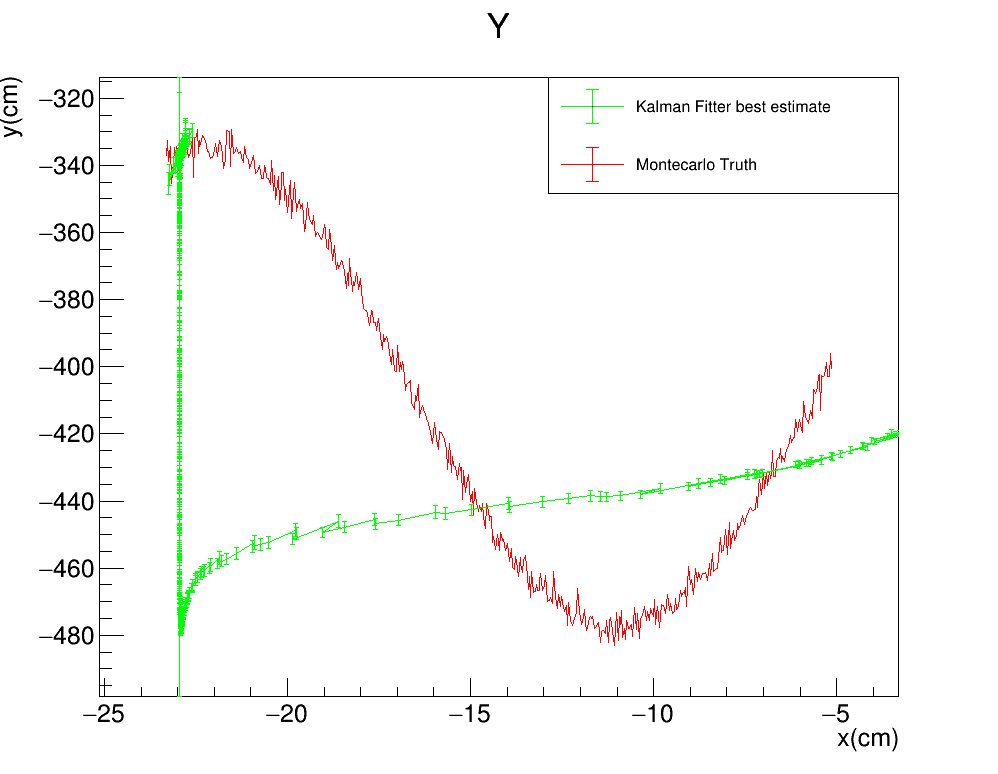 Y
y(cm)
Kalman Fitter best estimate
Montecarlo Truth
−320
−340
−360
−380
−400
−420
−440
−460
−480
−25 −20 −15 −10 −5
x(cm)